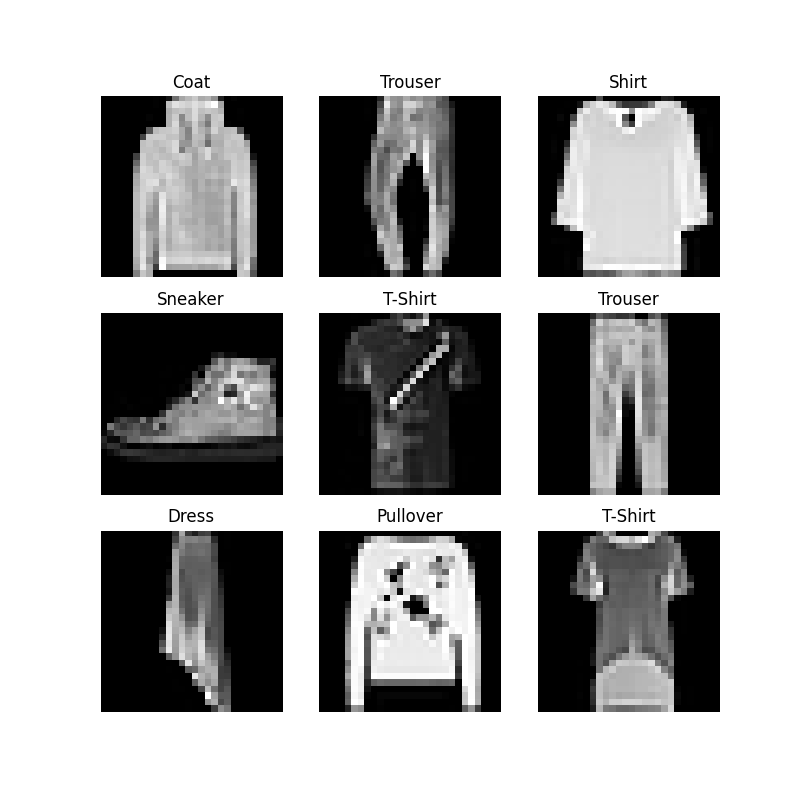 Coat
Trouser
Shirt
Sneaker
T-Shirt
Trouser
Dress
Pullover
T-Shirt